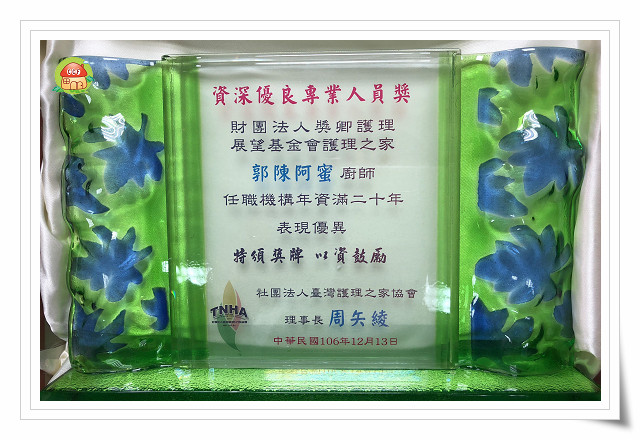 資深優良專業人員獎
財團法人獎卿護理
展望基金會護理之家
郭陳阿蜜 廚師
任職機構年資滿二十年
表現優異
特頒獎牌 以資鼓勵
社團法人臺灣護理之家協會
TNHA
理事長 周矢綾
中華民國106年12月13日